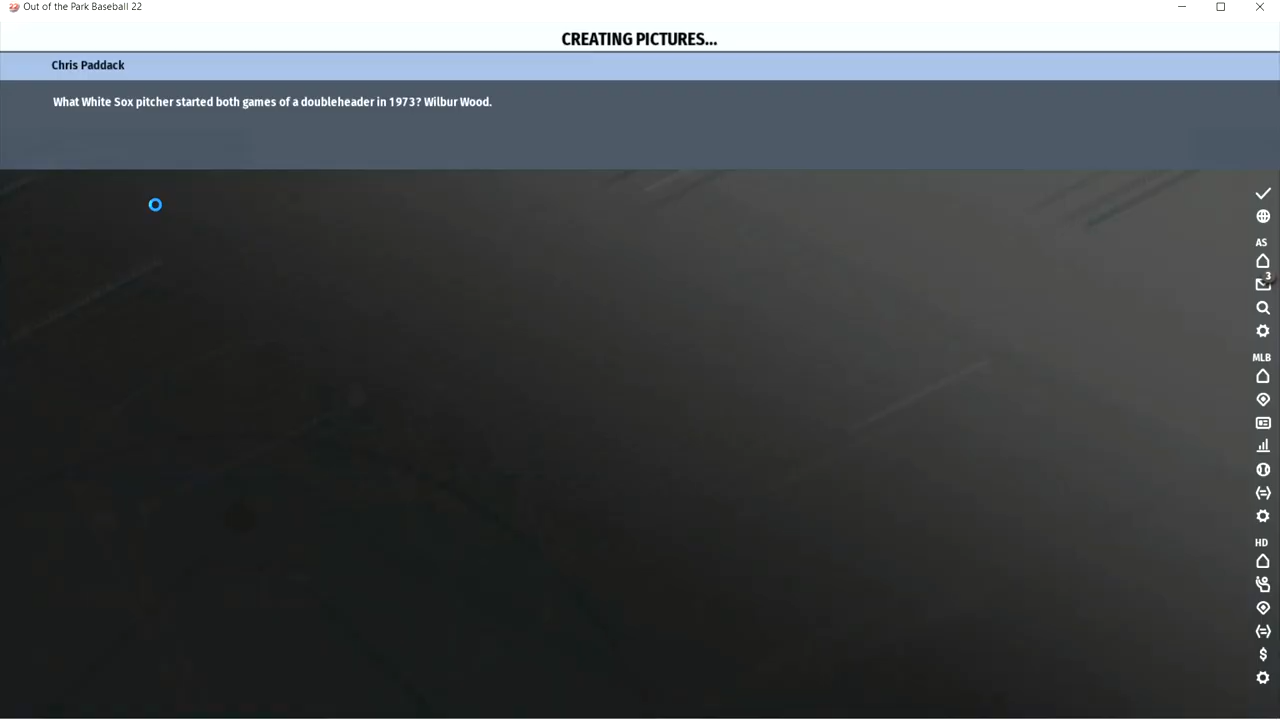 Out of the Park Baseball 22
CREATING PICTURES...
Chris Paddack
What White Sox pitcher started both games of a doubleheader in 1973? Wilbur Wood.
AS
3
MLB
HD
$